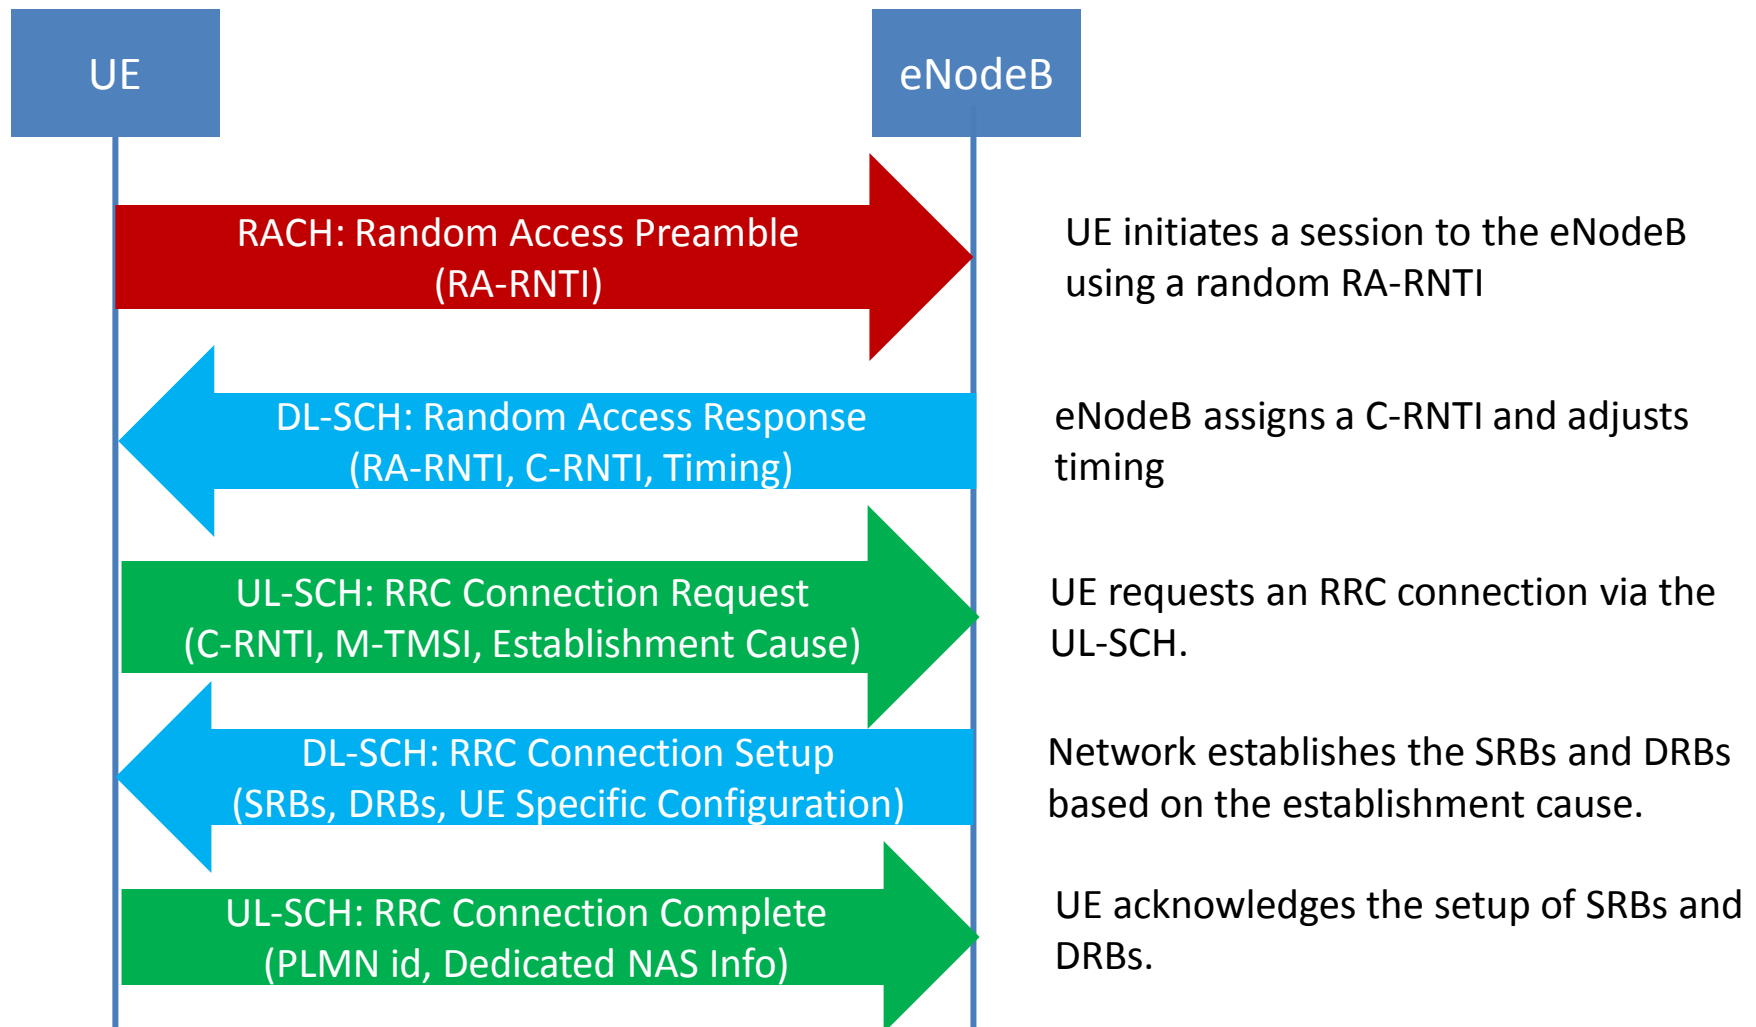 UE
eNodeB
RACH: Random Access Preamble
(RA-RNTI)
UE initiates a session to the eNodeB
using a random RA-RNTI
DL-SCH: Random Access Response
(RA-RNTI, C-RNTI, Timing)
eNodeB assigns a C-RNTI and adjusts
timing
UL-SCH: RRC Connection Request
(C-RNTI, M-TMSI, Establishment Cause)
UE requests an RRC connection via the
UL-SCH.
DL-SCH: RRC Connection Setup
(SRBs, DRBs, UE Specific Configuration)
Network establishes the SRBs and DRBs
based on the establishment cause.
UL-SCH: RRC Connection Complete
(PLMN id, Dedicated NAS Info)
UE acknowledges the setup of SRBs and
DRBs.